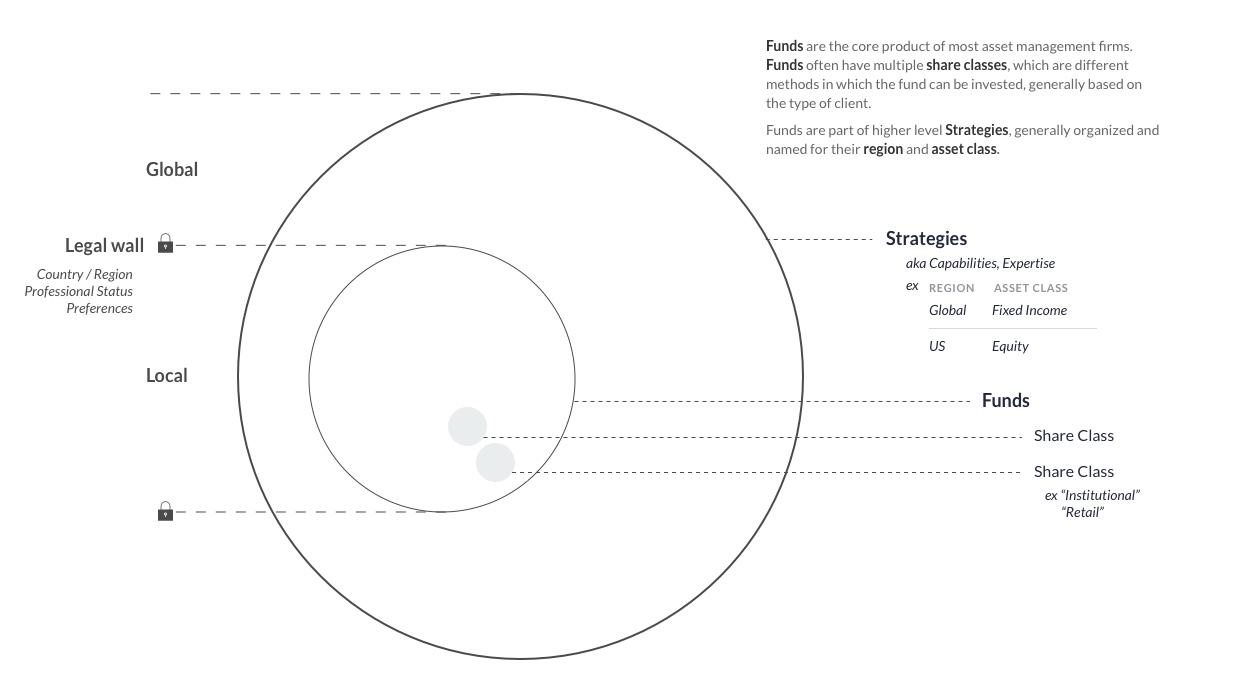 Funds are the core product of most asset management firms.
Funds often have multiple share classes, which are different
methods in which the fund can be invested, generally based on
the type of client.
Funds are part of higher level Strategies, generally organized and
named for their region and asset class.
Global
Legal wall
Country / Region
Professional Status
Preferences
Local
Strategies
aka Capabilities, Expertise
ex REGION ASSET CLASS
Global Fixed Income
US Equity
Funds
Share Class
Share Class
ex “Institutional”
“Retail”